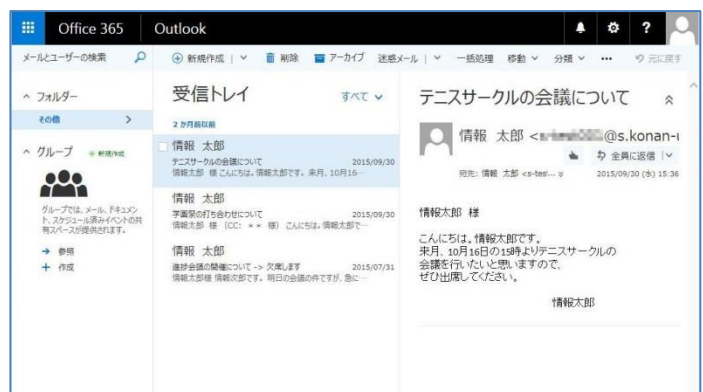 Office 365
Outlook
?
メールとユーザーの検索
新規作成 |
削除
アーカイブ
迷惑メール |
一括処理
移動
分類
•••
元に戻す
フォルダー
その他
グループ
新規作成
グループでは、メール、ドキュメン
ト、スケジュール済みイベントの共
有スペースが提供されます。
参照
作成
受信トレイ
すべて
2 か月前以前
情報 太郎
テニスサークルの会議について 2015/09/30
情報太郎 様 こんにちは。情報太郎です。 来月、10月16…
情報 太郎
学園祭の打ち合わせについて 2015/09/30
情報太郎 様 (CC: ** 様) こんにちは。情報太郎で…
情報 太郎
進捗会議の開催について -> 欠席します 2015/07/31
情報太郎様 情報次郎です。明日の会議の件ですが、急に…
テニスサークルの会議について
情報 太郎 < @s.konan-u
全員に返信 |
宛先: 情報 太郎 <s-tes…
2015/09/30 (水) 15:36
情報太郎 様
こんにちは。情報太郎です。
来月、10月16日の15時よりテニスサークルの
会議を行いたいと思いますので、
ぜひ出席してください。
情報太郎